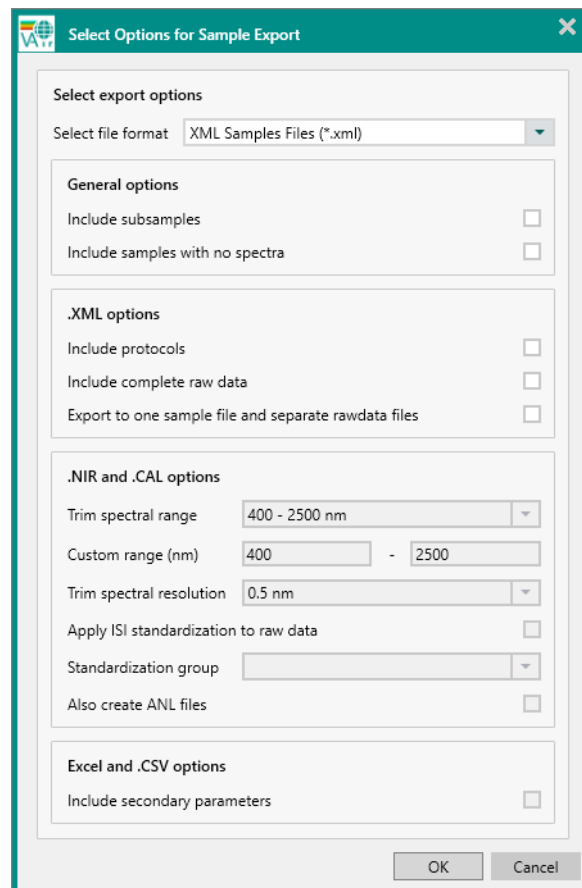 VA
Select Options for Sample Export
Select export options
Select file format XML Samples Files (*.xml)
General options
Include subsamples
Include samples with no spectra
.XML options
Include protocols
Include complete raw data
Export to one sample file and separate rawdata files
.NIR and .CAL options
Trim spectral range 400 - 2500 nm
Custom range (nm) 400 - 2500
Trim spectral resolution 0.5 nm
Apply ISI standardization to raw data
Standardization group
Also create ANL files
Excel and .CSV options
Include secondary parameters
OK Cancel